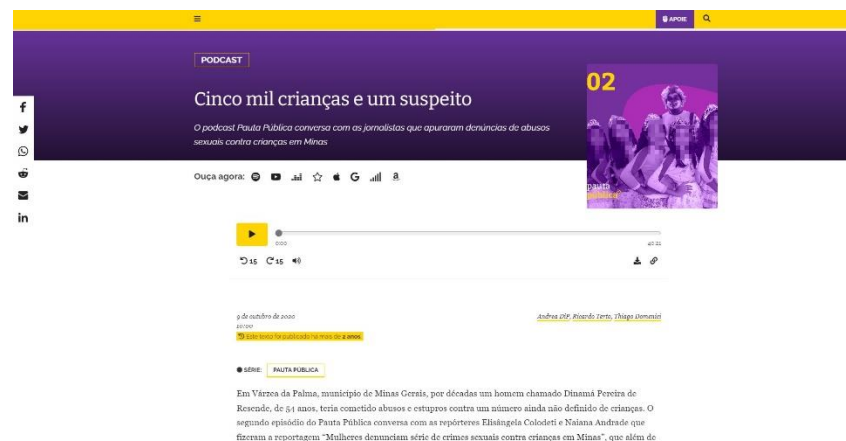 APOIE
PODCAST
Cinco mil crianças e um suspeito
O podcast Pauta Pública conversa com as jornalistas que apuraram denúncias de abusos
sexuais contra crianças em Minas
02
pauta
pública
Ouça agora:
0:00
15 15
9 de outubro de 2020
Andrea DiP, Ricardo Terto, Thiago Domenici
Este texto foi publicado há mais de 2 anos.
SÉRIE: PAUTA PÚBLICA
Em Várzea da Palma, município de Minas Gerais, por décadas um homem chamado Dinamá Pereira de
Resende, de 54 anos, teria cometido abusos e estupros contra um número ainda não definido de crianças. O
segundo episódio do Pauta Pública conversa com as repórteres Elisângela Colodeti e Naiana Andrade que
fizeram a reportagem “Mulheres denunciam série de crimes sexuais contra crianças em Minas”, que além de